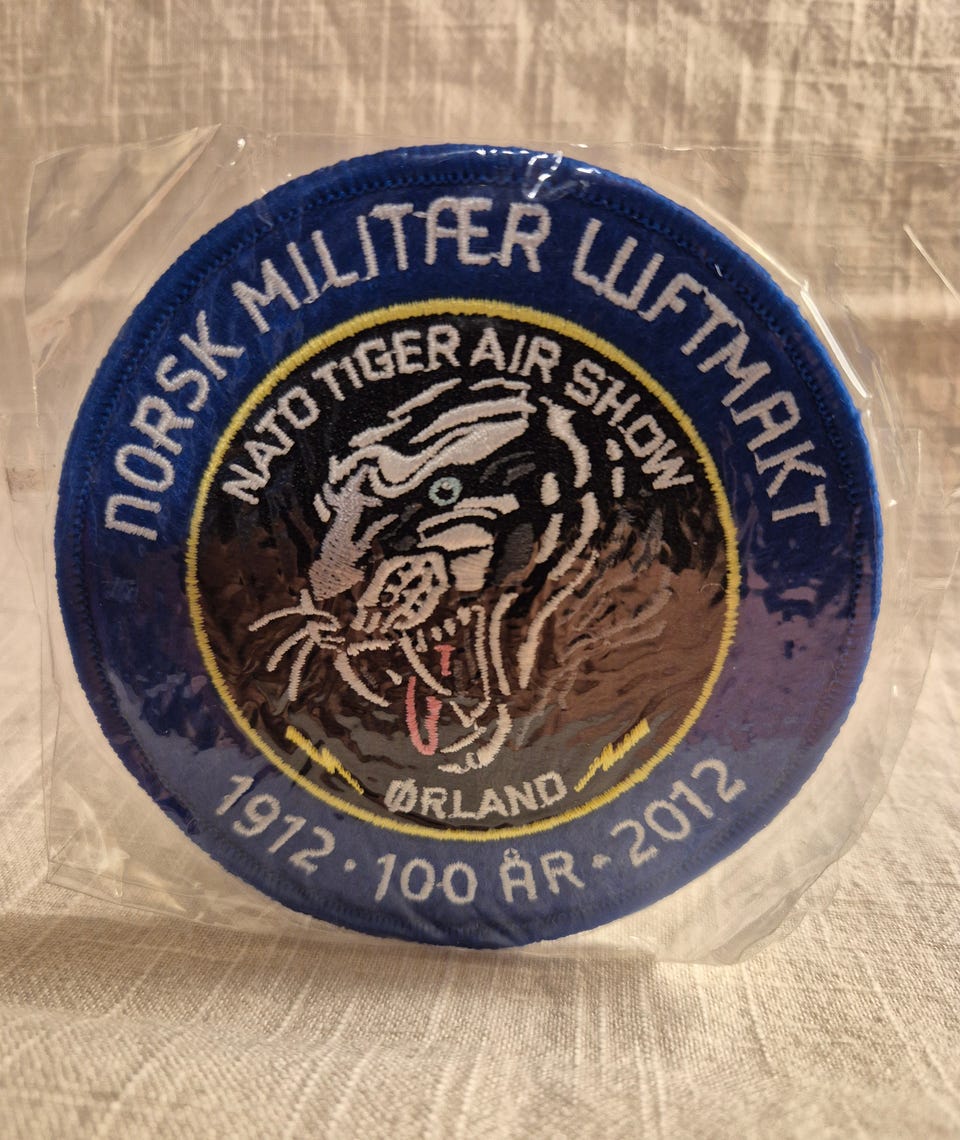 NORSK MILITÆR LUFTMAKT
NATO TIGER AIR SHOW
ØRLAND
1912 · 100 ÅR · 2012